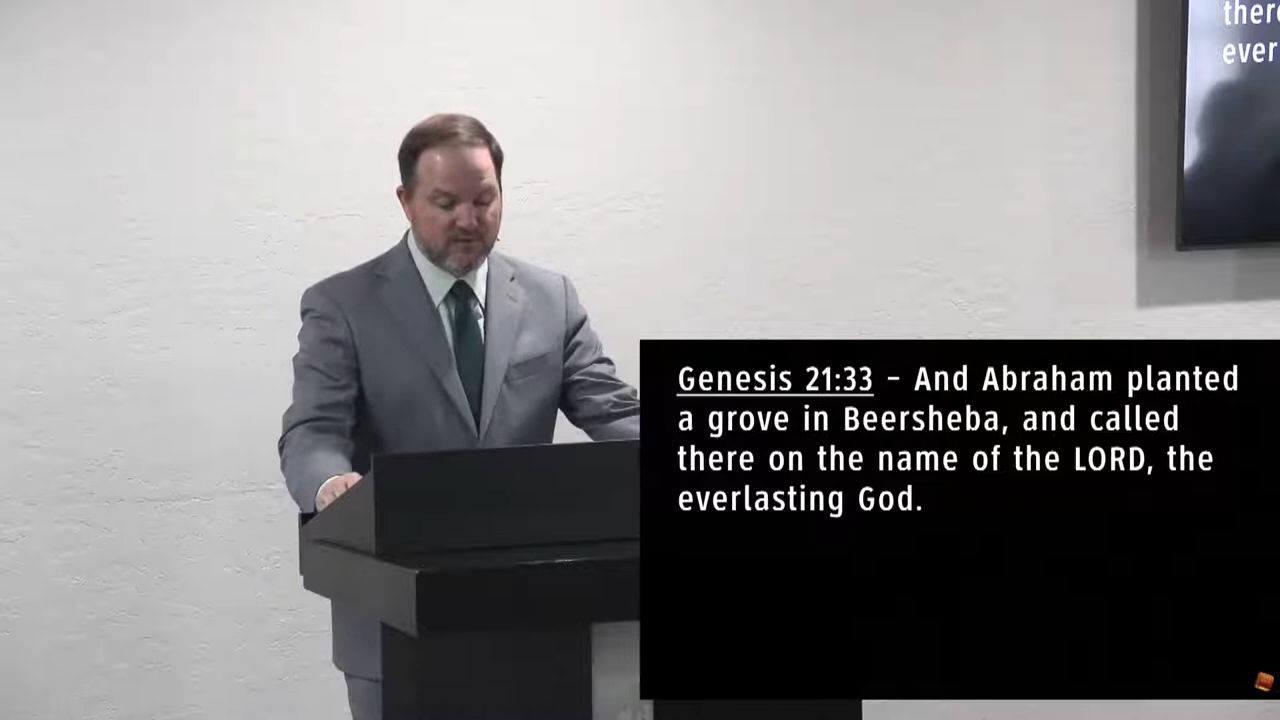 there
ever
Genesis 21:33 – And Abraham planted
a grove in Beersheba, and called
there on the name of the LORD, the
everlasting God.